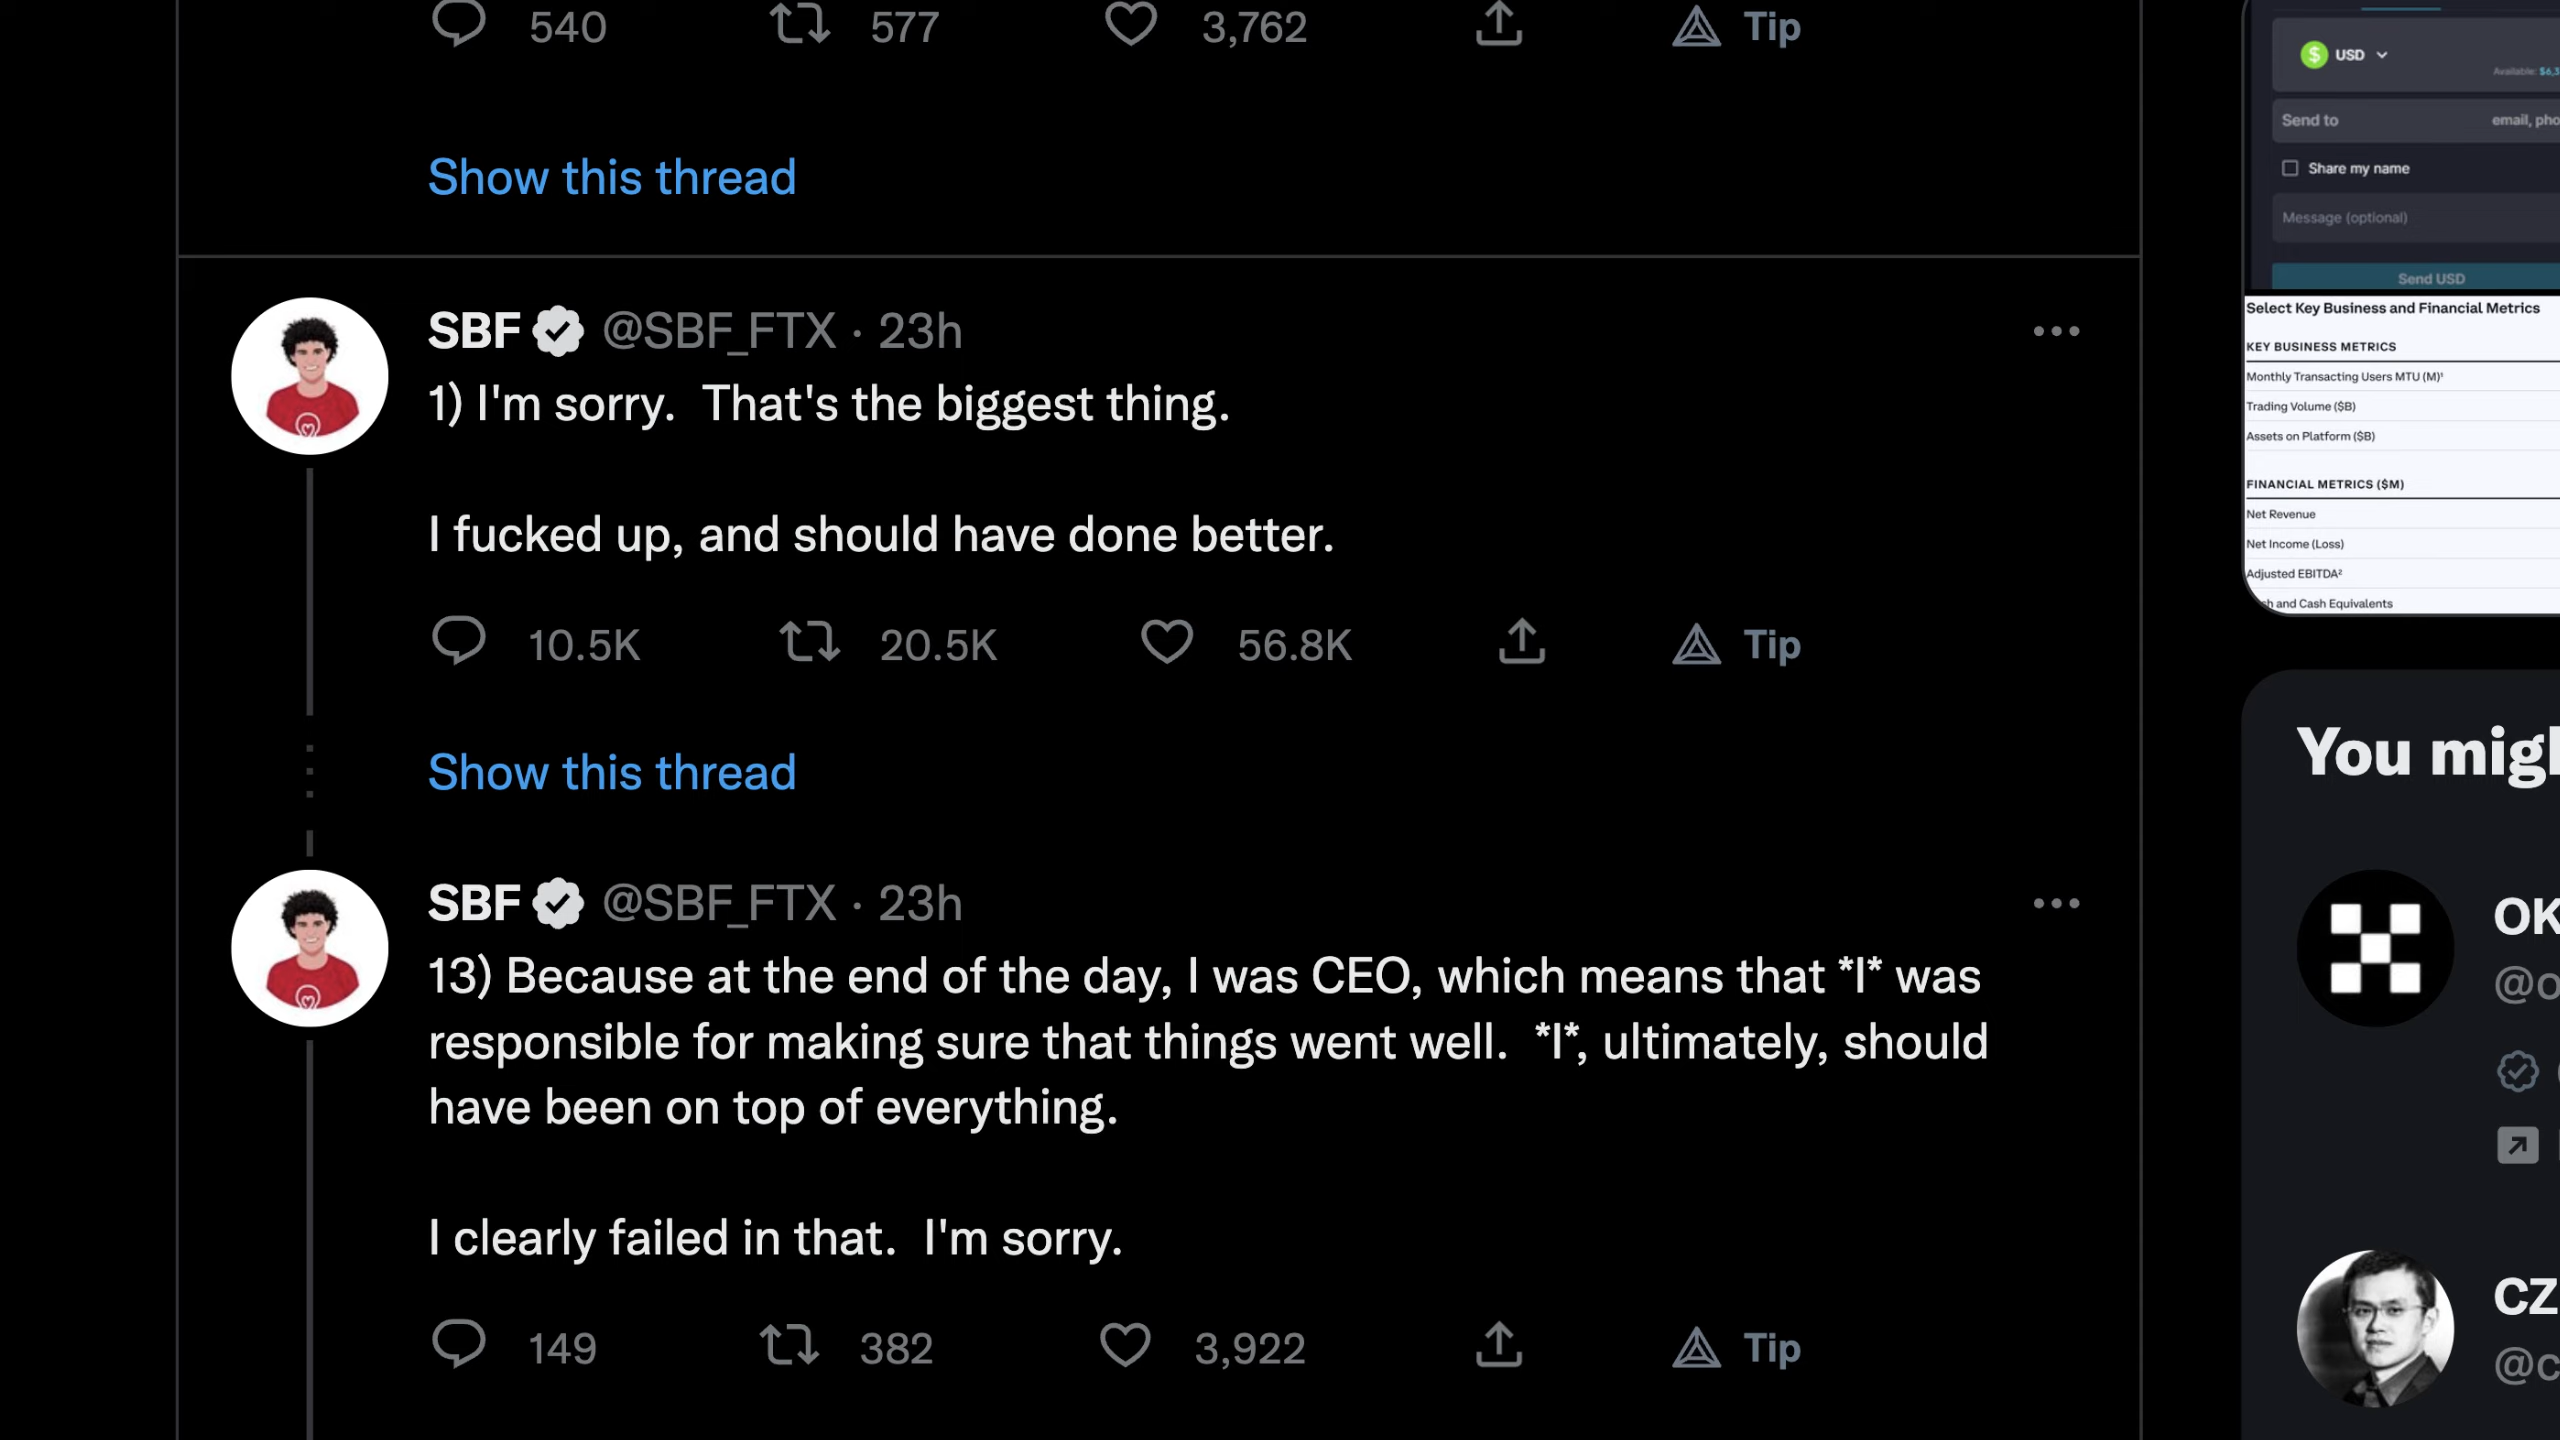 540 577 3,762 Tip
Show this thread
SBF @SBF_FTX · 23h
1) I'm sorry.  That's the biggest thing.
I fucked up, and should have done better.
10.5K 20.5K 56.8K Tip
Show this thread
SBF @SBF_FTX · 23h
13) Because at the end of the day, I was CEO, which means that *I* was
responsible for making sure that things went well.  *I*, ultimately, should
have been on top of everything.
I clearly failed in that.  I'm sorry.
149 382 3,922 Tip
USD
Available: $6,3
Send to email, pho
Share my name
Message (optional)
Send USD
Select Key Business and Financial Metrics
KEY BUSINESS METRICS
Monthly Transacting Users MTU (M)¹
Trading Volume ($B)
Assets on Platform ($B)
FINANCIAL METRICS ($M)
Net Revenue
Net Income (Loss)
Adjusted EBITDA²
and Cash Equivalents
You migh
OK
@o
CZ
@c